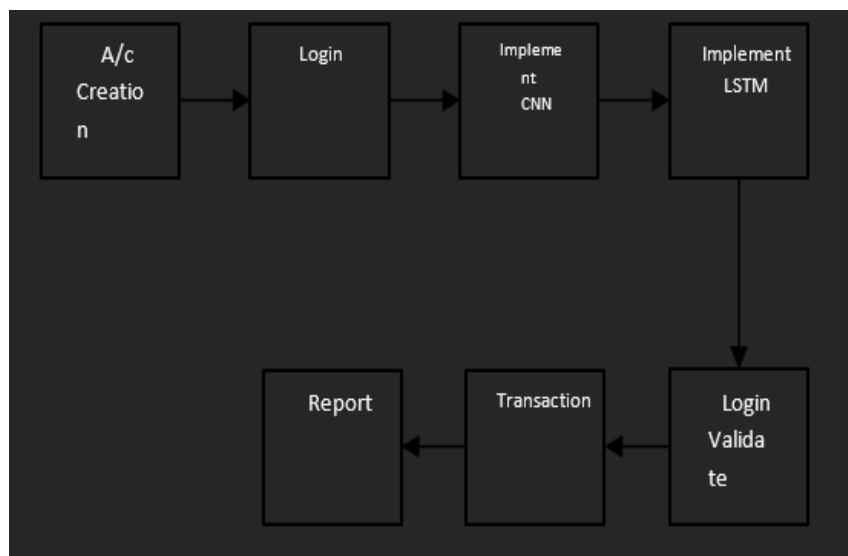 A/c
Creatio
n
Login
Impleme
nt
CNN
Implement
LSTM
Report
Transaction
Login
Valida
te